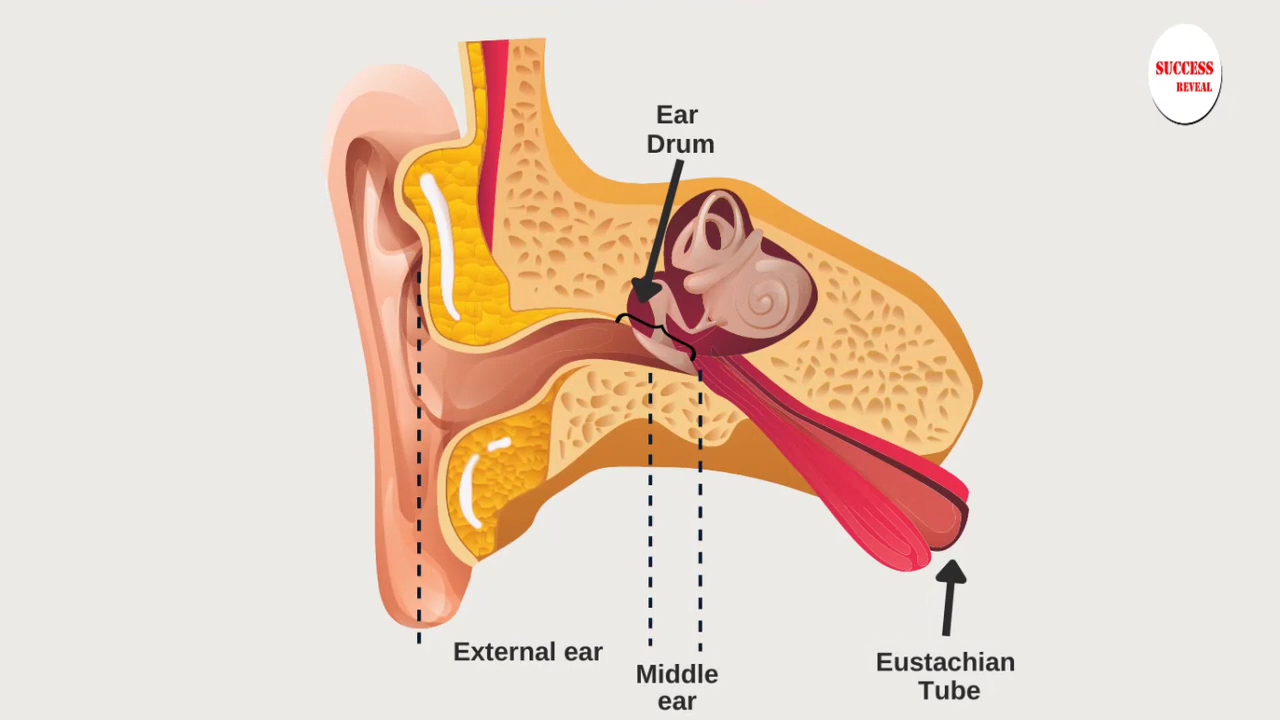 SUCCESS
REVEAL
Ear
Drum
External ear
Middle
ear
Eustachian
Tube